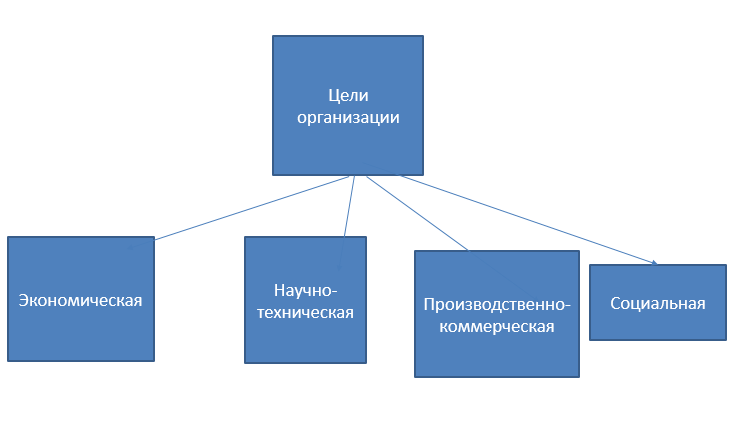 Цели
организации
Экономическая
Научно-
техническая
Производственно-
коммерческая
Социальная